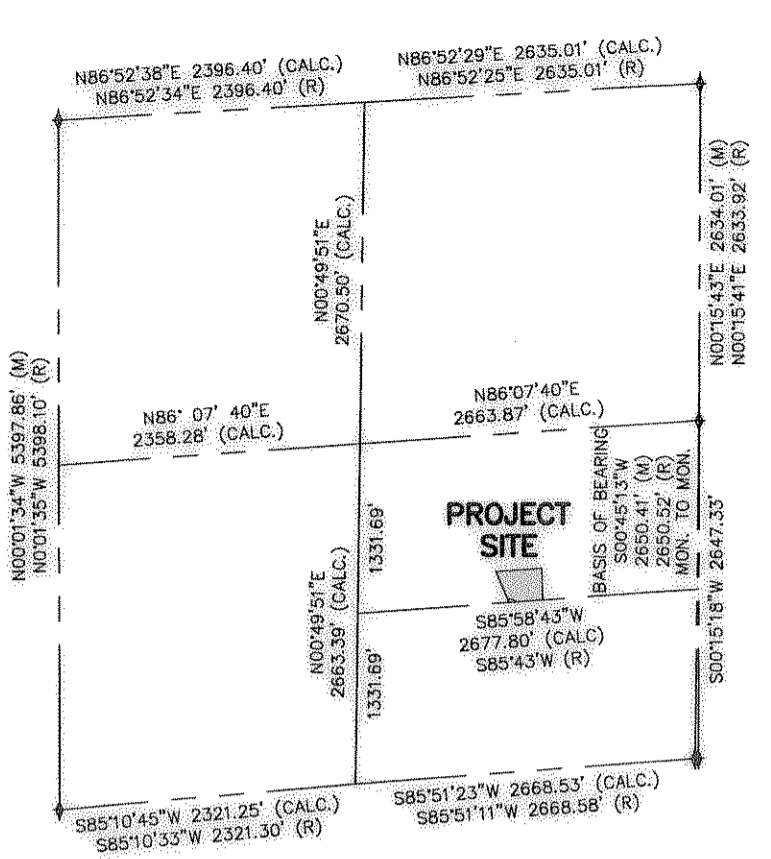 N86°52'38"E 2396.40' (CALC.)
N86°52'34"E 2396.40' (R)
N86°52'29"E 2635.01' (CALC.)
N86°52'25"E 2635.01' (R)
N00°15'43"E 2634.01' (M)
N00°15'41"E 2633.92' (R)
N00°49'51"E
2670.50' (CALC.)
N00°01'34"W 5397.86' (M)
N0°01'35"W 5398.10' (R)
N86° 07' 40"E
2358.28' (CALC.)
N86°07'40"E
2663.87' (CALC.)
BASIS OF BEARING
S00°45'13"W
2650.41' (M)
2650.52' (R)
MON. TO MON.
S00°15'18"W 2647.33'
PROJECT
SITE
1331.69'
N00°49'51"E
2663.39' (CALC.)
1331.69'
S85°58'43"W
2677.80' (CALC)
S85°43'W (R)
S85°10'45"W 2321.25' (CALC.)
S85°10'33"W 2321.30' (R)
S85°51'23"W 2668.53' (CALC.)
S85°51'11"W 2668.58' (R)